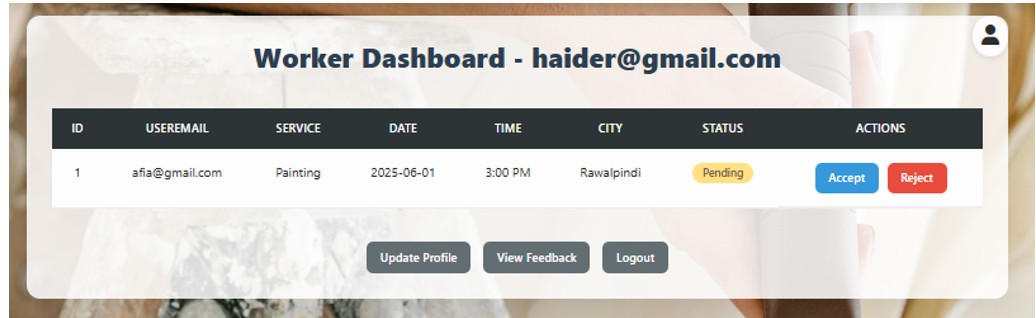 Worker Dashboard - haider@gmail.com
ID USEREMAIL SERVICE DATE TIME CITY STATUS ACTIONS
1 afia@gmail.com Painting 2025-06-01 3:00 PM Rawalpindi Pending Accept Reject
Update Profile View Feedback Logout